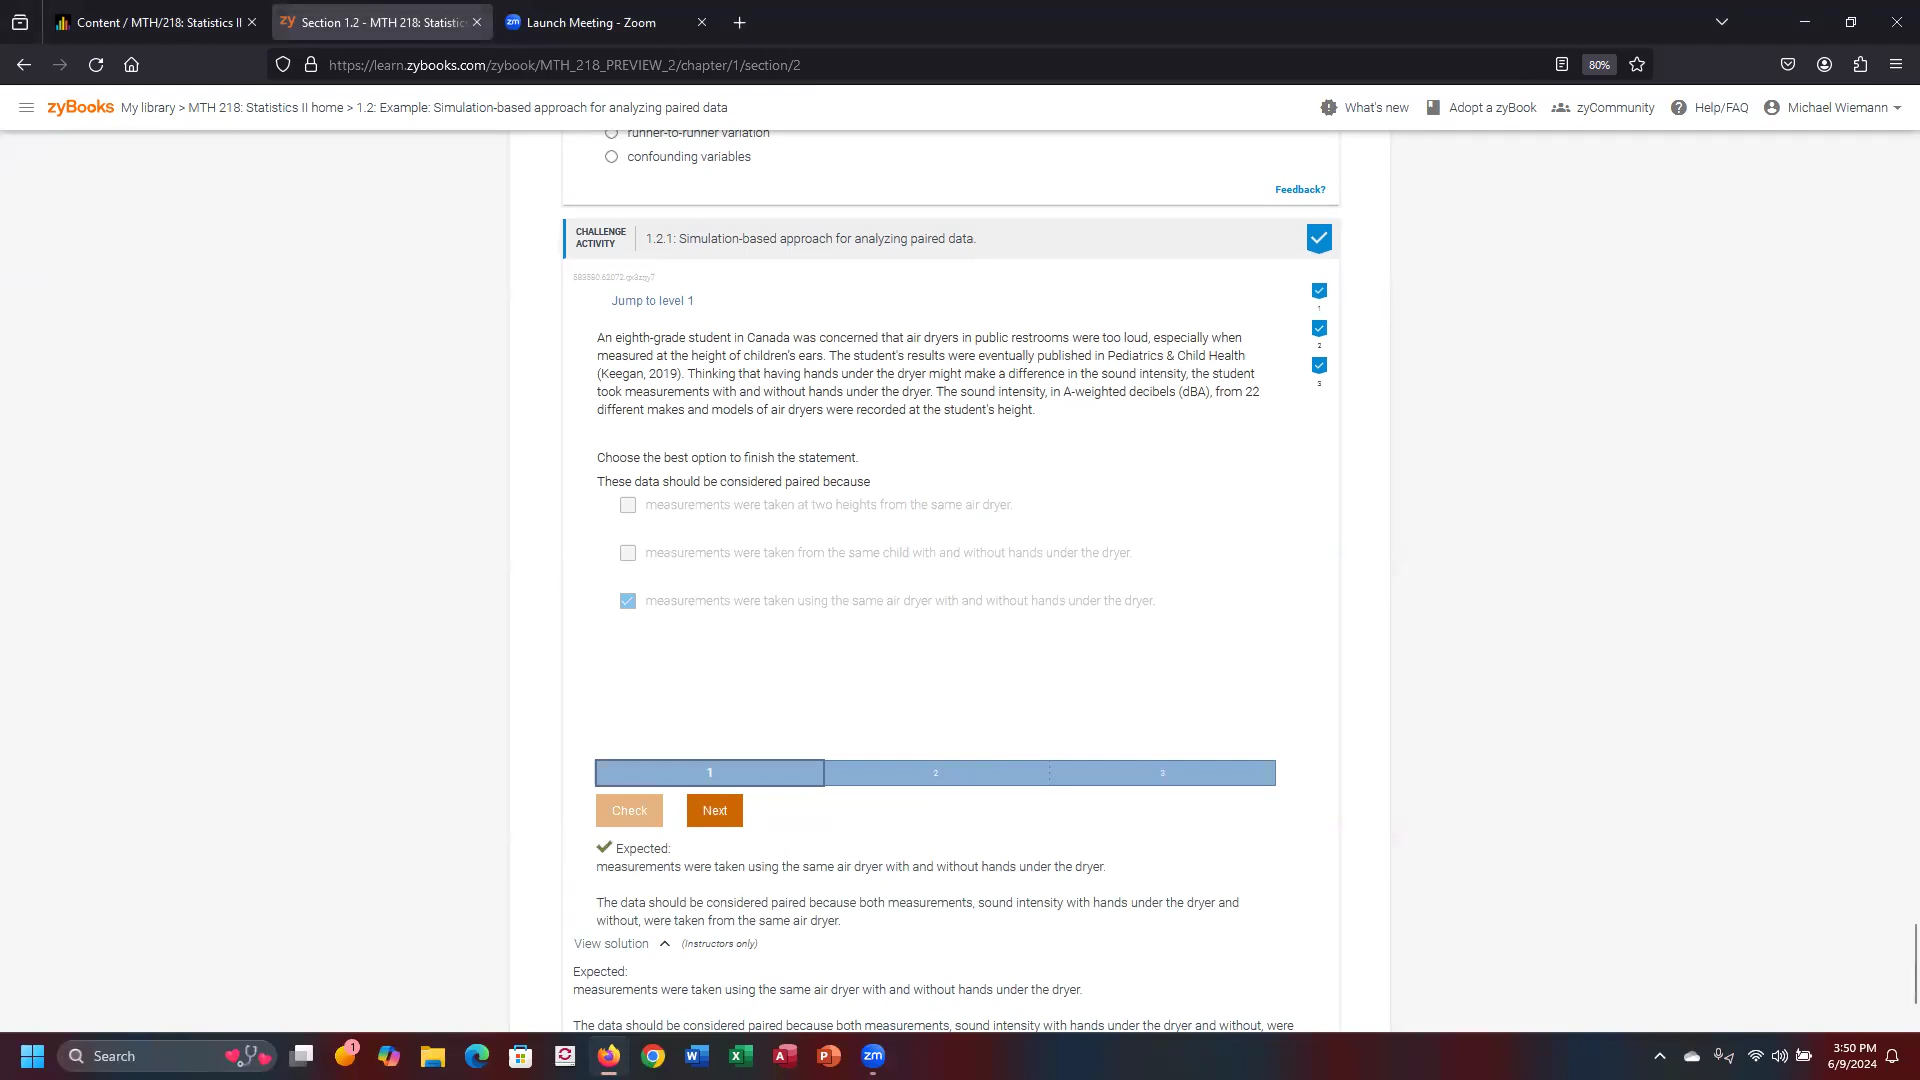 Content / MTH/218: Statistics II
Section 1.2 - MTH 218: Statistic
Launch Meeting - Zoom
https://learn.zybooks.com/zybook/MTH_218_PREVIEW_2/chapter/1/section/2
80%
zyBooks
My library > MTH 218: Statistics II home > 1.2: Example: Simulation-based approach for analyzing paired data
What's new
Adopt a zyBook
zyCommunity
Help/FAQ
Michael Wiemann
runner-to-runner variation
confounding variables
Feedback?
CHALLENGE
ACTIVITY
1.2.1: Simulation-based approach for analyzing paired data.
583580.62072.qx3zqy7
Jump to level 1
1
2
3
An eighth-grade student in Canada was concerned that air dryers in public restrooms were too loud, especially when
measured at the height of children's ears. The student's results were eventually published in Pediatrics & Child Health
(Keegan, 2019). Thinking that having hands under the dryer might make a difference in the sound intensity, the student
took measurements with and without hands under the dryer. The sound intensity, in A-weighted decibels (dBA), from 22
different makes and models of air dryers were recorded at the student's height.
Choose the best option to finish the statement.
These data should be considered paired because
measurements were taken at two heights from the same air dryer.
measurements were taken from the same child with and without hands under the dryer.
measurements were taken using the same air dryer with and without hands under the dryer.
1
2
3
Check
Next
Expected:
measurements were taken using the same air dryer with and without hands under the dryer.
The data should be considered paired because both measurements, sound intensity with hands under the dryer and
without, were taken from the same air dryer.
View solution
(Instructors only)
Expected:
measurements were taken using the same air dryer with and without hands under the dryer.
The data should be considered paired because both measurements, sound intensity with hands under the dryer and without, were
Search
1
zm
3:50 PM
6/9/2024